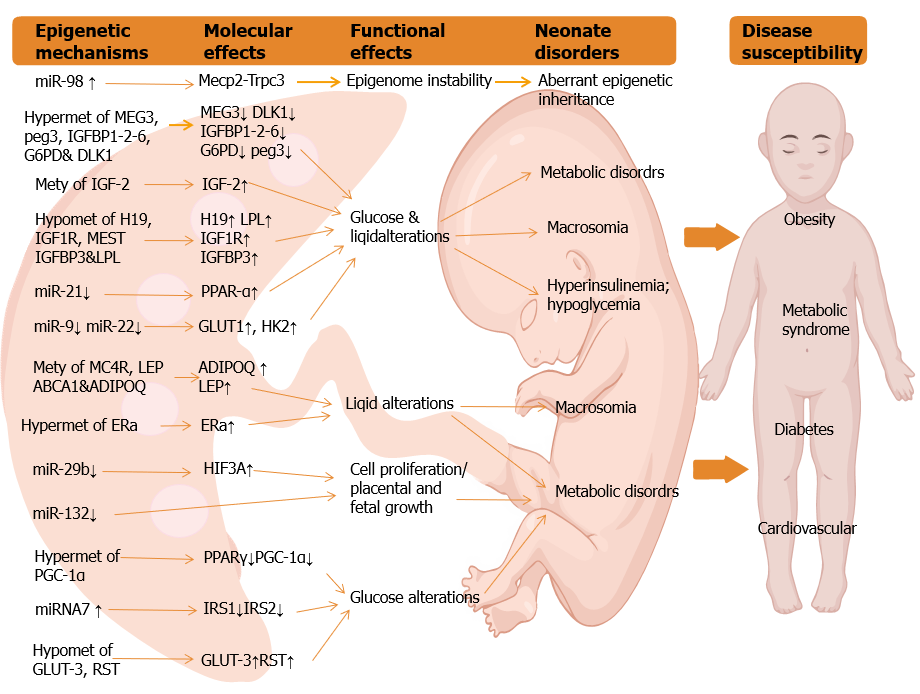 Epigenetic
mechanisms
Molecular
effects
Functional
effects
Neonate
disorders
Disease
susceptibility
miR-98 ↑
Mecp2-Trpc3
Epigenome instability
Aberrant epigenetic
inheritance
Hypermet of MEG3,
peg3, IGFBP1-2-6,
G6PD& DLK1
MEG3↓ DLK1↓
IGFBP1-2-6↓
G6PD↓ peg3↓
Mety of IGF-2
IGF-2↑
Hypomet of H19,
IGF1R, MEST
IGFBP3&LPL
H19↑ LPL↑
IGF1R↑
IGFBP3↑
miR-21↓
PPAR-α↑
miR-9↓ miR-22↓
GLUT1↑, HK2↑
Glucose &
liqidalterations
Metabolic disordrs
Macrosomia
Hyperinsulinemia;
hypoglycemia
Mety of MC4R, LEP
ABCA1&ADIPOQ
ADIPOQ ↑
LEP↑
Hypermet of ERa
ERa↑
Liqid alterations
Macrosomia
miR-29b↓
HIF3A↑
miR-132↓
Cell proliferation/
placental and
fetal growth
Metabolic disordrs
Hypermet of
PGC-1α
PPARγ↓PGC-1α↓
miRNA7 ↑
IRS1↓IRS2↓
Hypomet of
GLUT-3, RST
GLUT-3↑RST↑
Glucose alterations
Obesity
Metabolic
syndrome
Diabetes
Cardiovascular